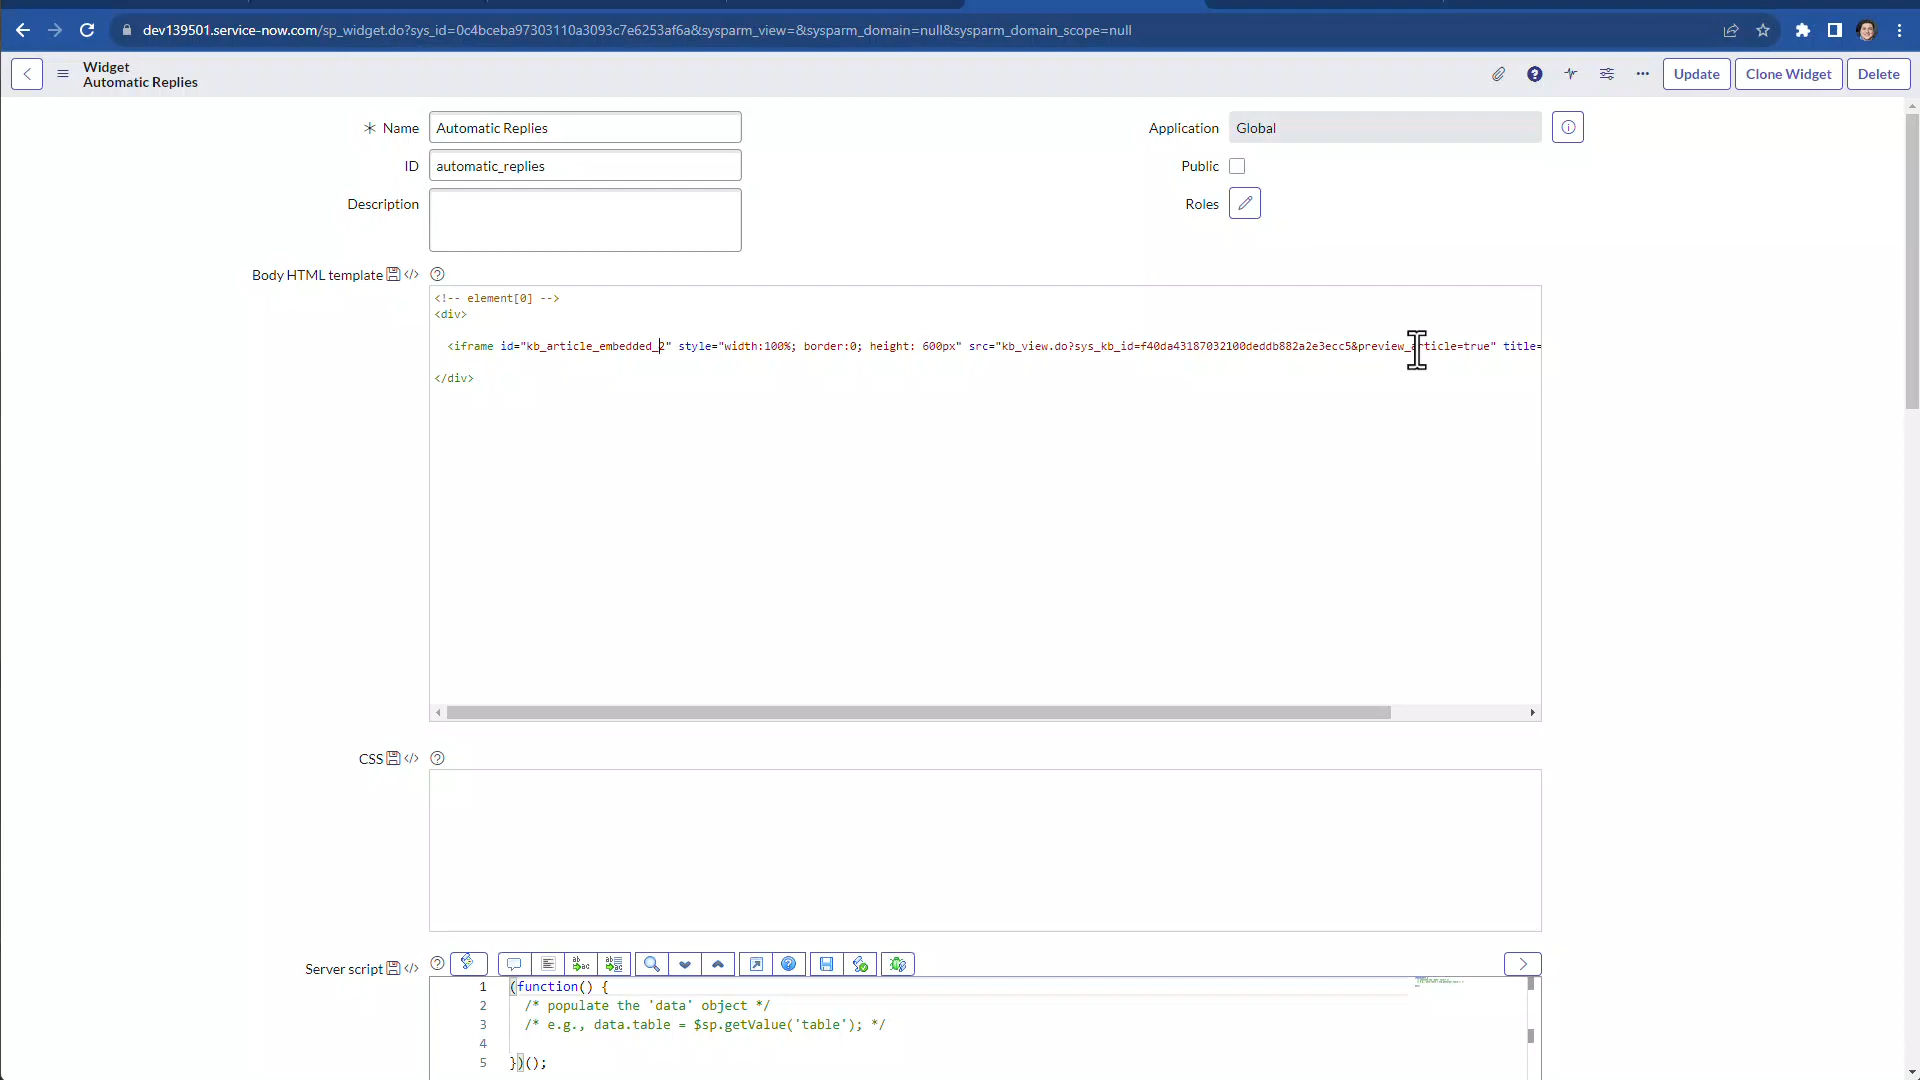 dev139501.service-now.com/sp_widget.do?sys_id=0c4bceba97303110a3093c7e6253af6a&sysparm_view=&sysparm_domain=null&sysparm_domain_scope=null
Widget
Automatic Replies
Update
Clone Widget
Delete
Name
Automatic Replies
Application
Global
ID
automatic_replies
Public
Description
Roles
Body HTML template
<!-- element[0] -->
<div>
<iframe id="kb_article_embedded_2" style="width:100%; border:0; height: 600px" src="kb_view.do?sys_kb_id=f40da43187032100deddb882a2e3ecc5&preview_article=true" title=
</div>
CSS
Server script
1 (function() {
2 /* populate the 'data' object */
3 /* e.g., data.table = $sp.getValue('table'); */
4
5 })();